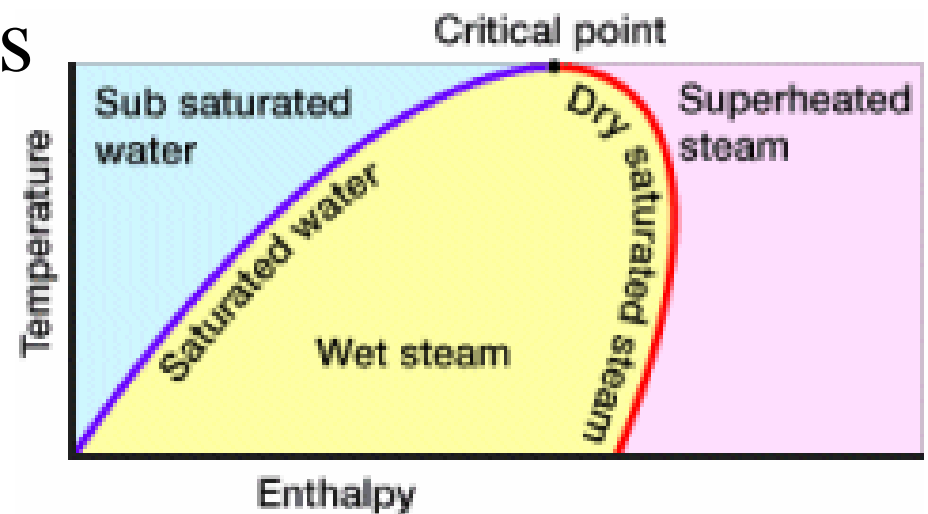 s
Critical point
Sub saturated
water
Dry saturated steam
Superheated
steam
Saturated water
Wet steam
Temperature
Enthalpy